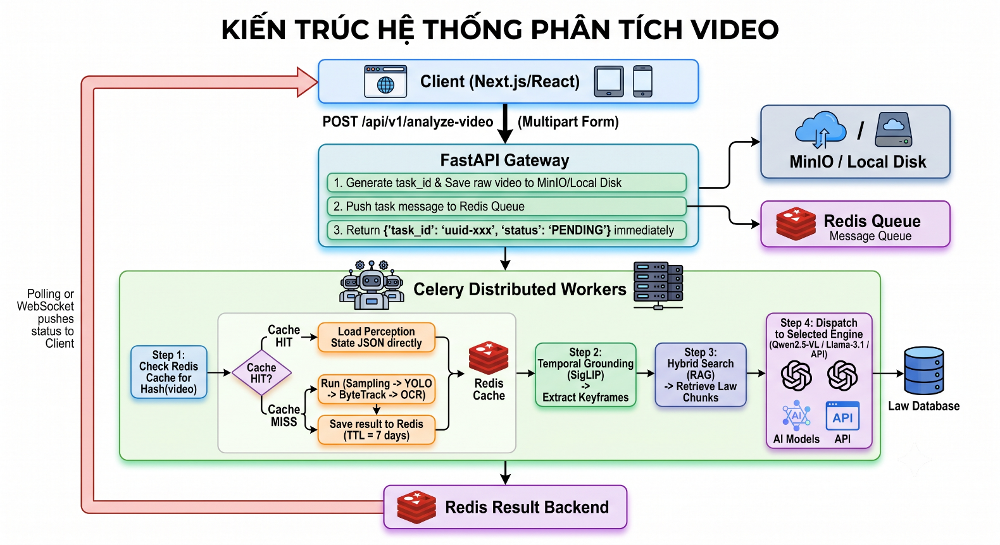 KIẾN TRÚC HỆ THỐNG PHÂN TÍCH VIDEO
Client (Next.js/React)
POST /api/v1/analyze-video
(Multipart Form)
FastAPI Gateway
1. Generate task_id & Save raw video to MinIO/Local Disk
2. Push task message to Redis Queue
3. Return {'task_id': 'uuid-xxx', 'status': 'PENDING'} immediately
/
MinIO / Local Disk
Redis Queue
Message Queue
Polling or
WebSocket
pushes
status to
Client
Celery Distributed Workers
Step 1:
Check Redis
Cache for
Hash(video)
Cache
HIT?
Cache
HIT
Load Perception
State JSON directly
Cache
MISS
Run (Sampling -> YOLO
-> ByteTrack -> OCR)
Save result to Redis
(TTL = 7 days)
Redis
Cache
Step 2:
Temporal Grounding
(SigLIP)
->
Extract Keyframes
Step 3:
Hybrid Search
(RAG)
-> Retrieve Law
Chunks
Step 4: Dispatch
to Selected Engine
(Qwen2.5-VL / Llama-3.1 /
API)
AI
AI Models
API
API
Law Database
Redis Result Backend